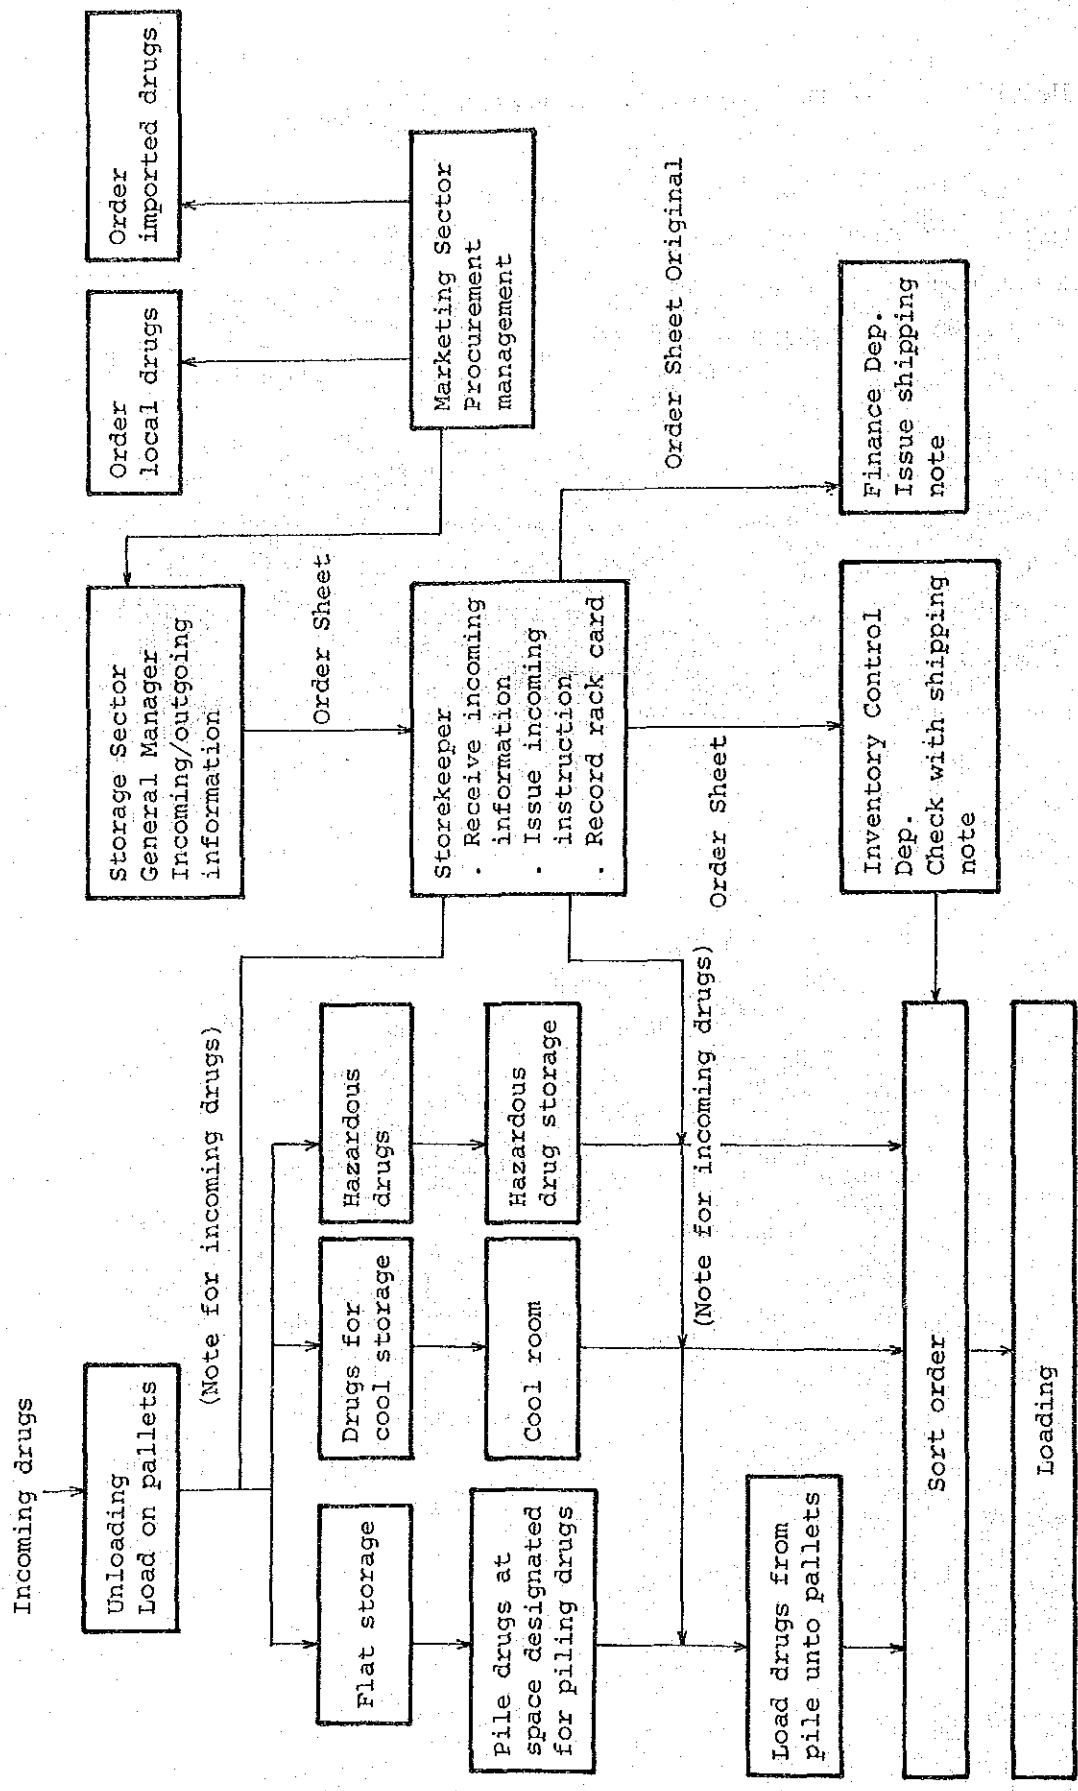 Incoming drugs
Unloading
Load on pallets
(Note for incoming drugs)
Flat storage
Drugs for
cool storage
Hazardous
drugs
Pile drugs at
space designated
for piling drugs
Cool room
Hazardous
drug storage
(Note for incoming drugs)
Load drugs from
pile unto pallets
Sort order
Loading
Storage Sector
General Manager
Incoming/outgoing
information
Order Sheet
Storekeeper
. Receive incoming
information
. Issue incoming
instruction
. Record rack card
Order Sheet
Inventory Control
Dep.
Check with shipping
note
Order
local drugs
Order
imported drugs
Marketing Sector
Procurement
management
Order Sheet Original
Finance Dep.
Issue shipping
note